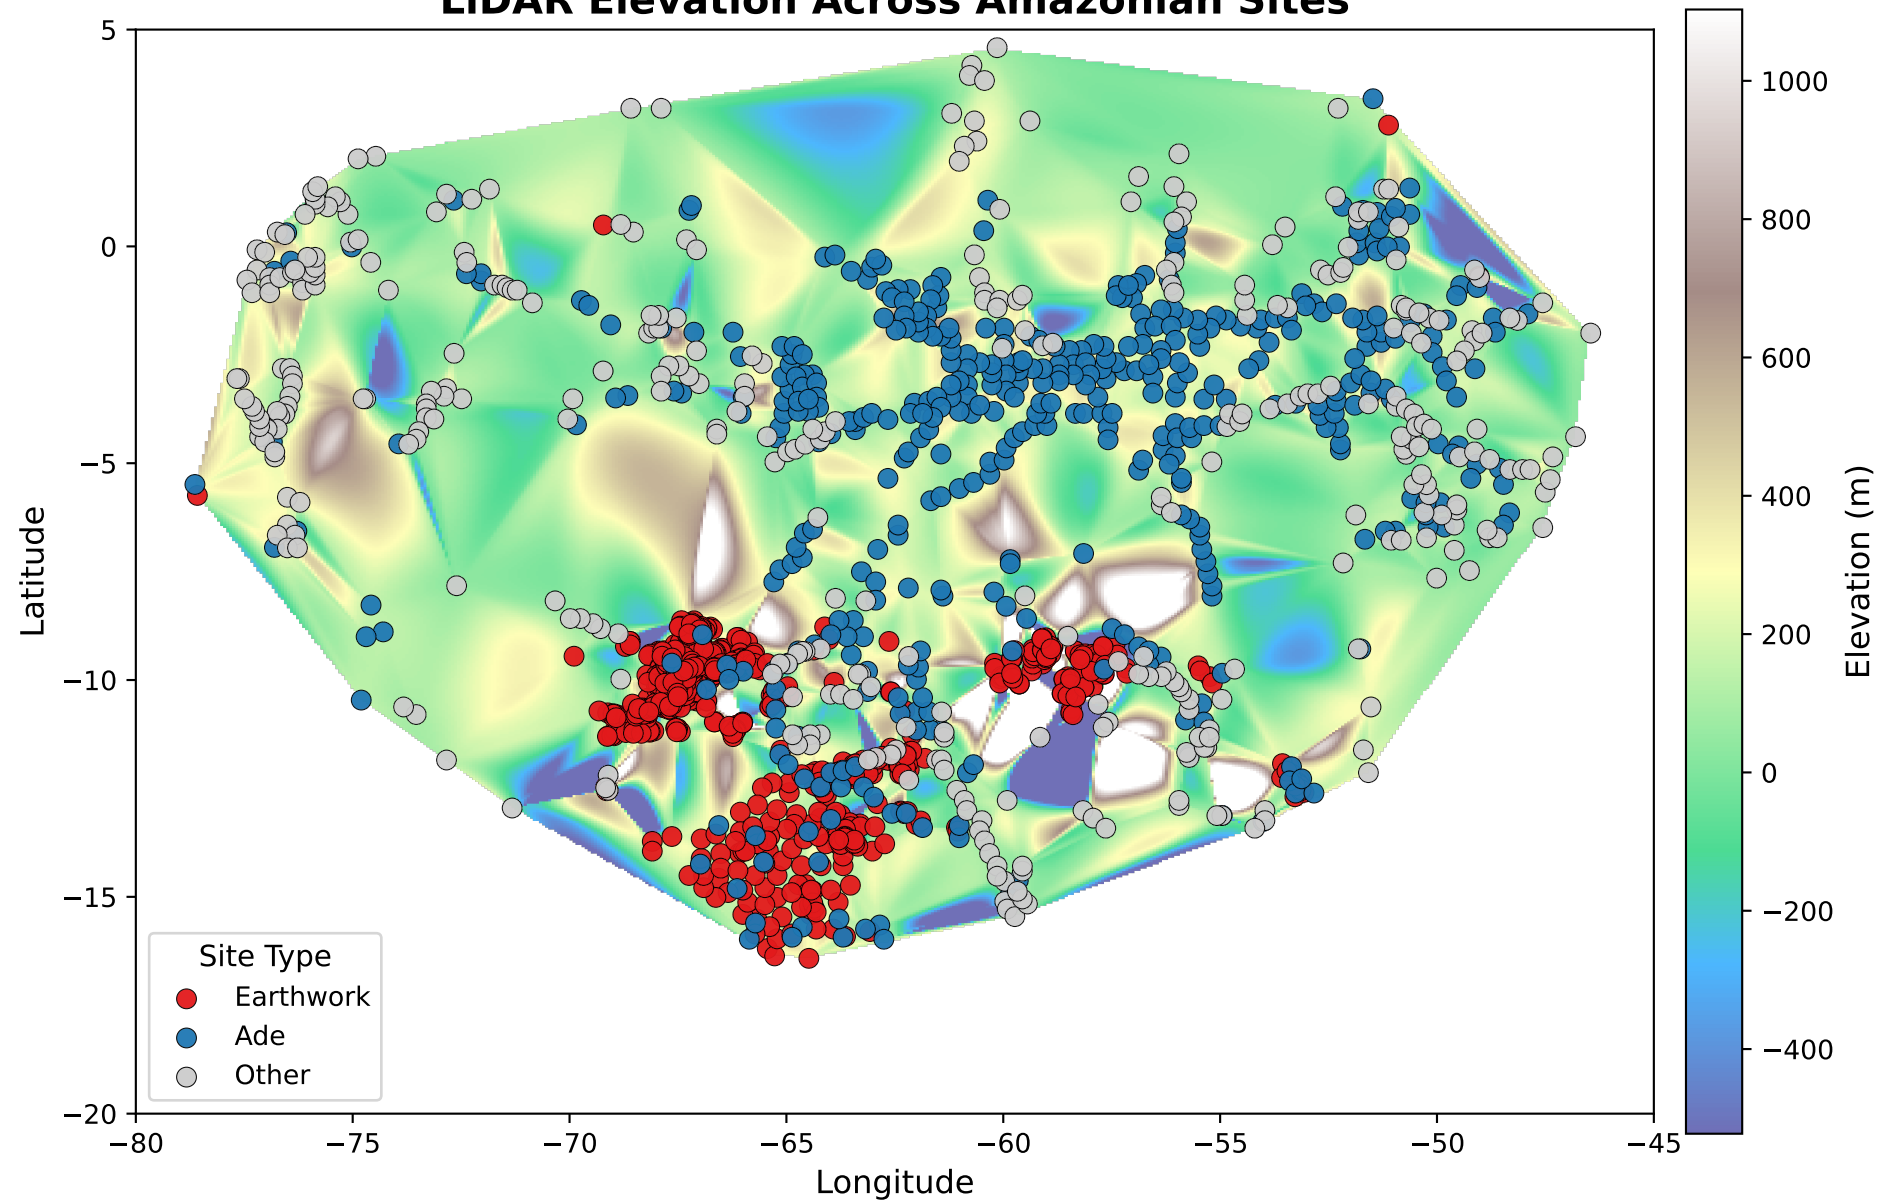 LiDAR Elevation Across Amazonian Sites
5
0
−5
−10
−15
−20
Latitude
−80
−75
−70
−65
−60
−55
−50
−45
Longitude
Site Type
Earthwork
Ade
Other
1000
800
600
400
200
0
−200
−400
Elevation (m)